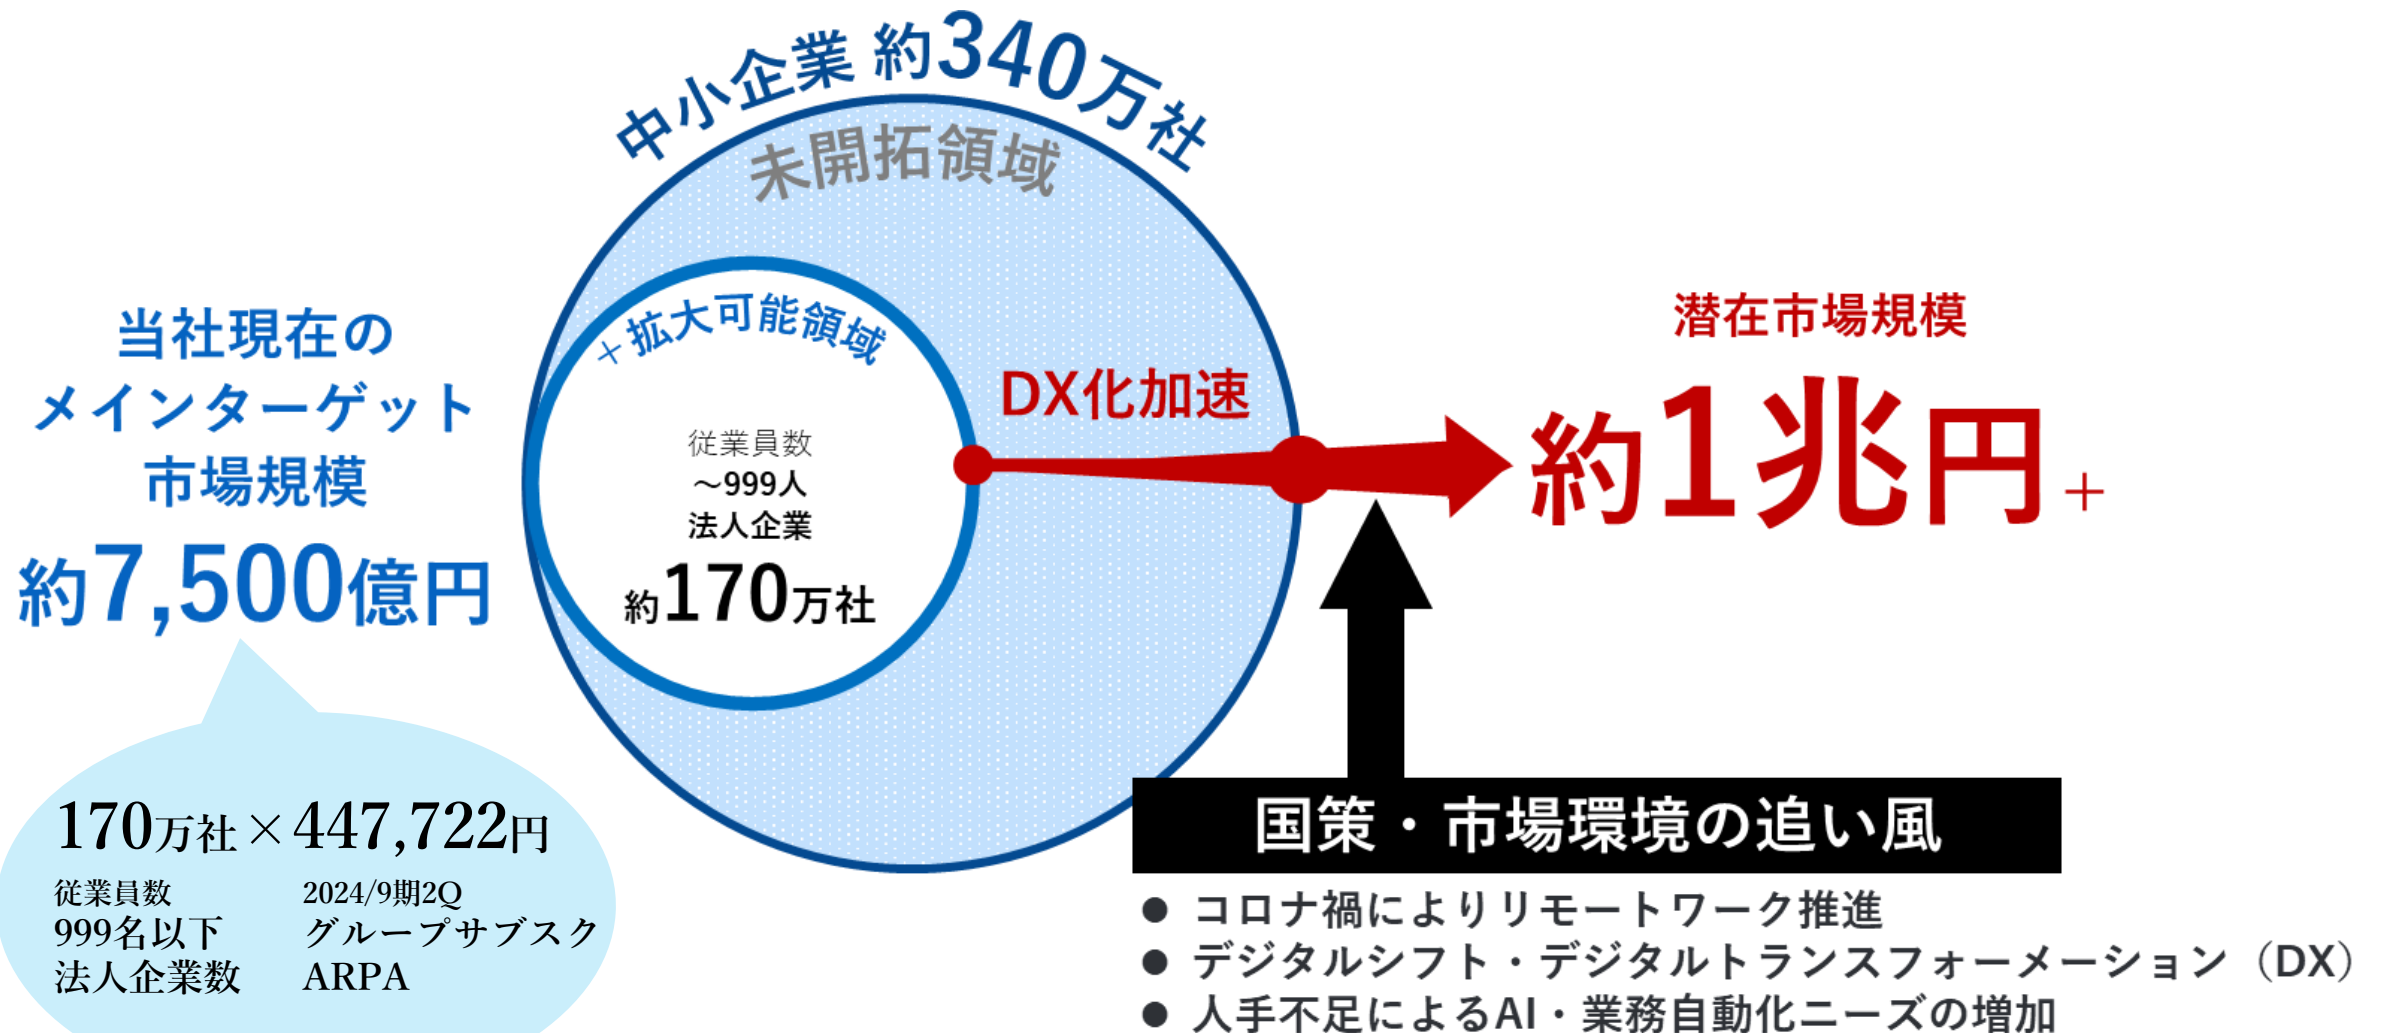 中小企業 約340万社
未開拓領域
当社現在の
メインターゲット
市場規模
約7,500億円
＋拡大可能領域
従業員数
～999人
法人企業
約170万社
DX化加速
潜在市場規模
約1兆円＋
170万社×447,722円
従業員数
999名以下
法人企業数
2024/9期2Q
グループサブスク
ARPA
国策・市場環境の追い風
● コロナ禍によりリモートワーク推進
● デジタルシフト・デジタルトランスフォーメーション（DX）
● 人手不足によるAI・業務自動化ニーズの増加